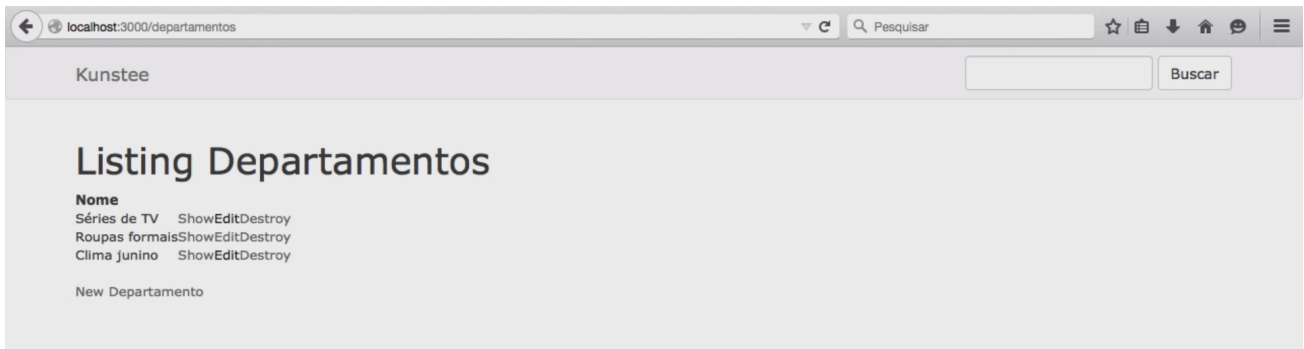 localhost:3000/departamentos
Pesquisar
Kunstee
Buscar
Listing Departamentos
Nome
Séries de TV ShowEditDestroy
Roupas formaisShowEditDestroy
Clima junino ShowEditDestroy
New Departamento